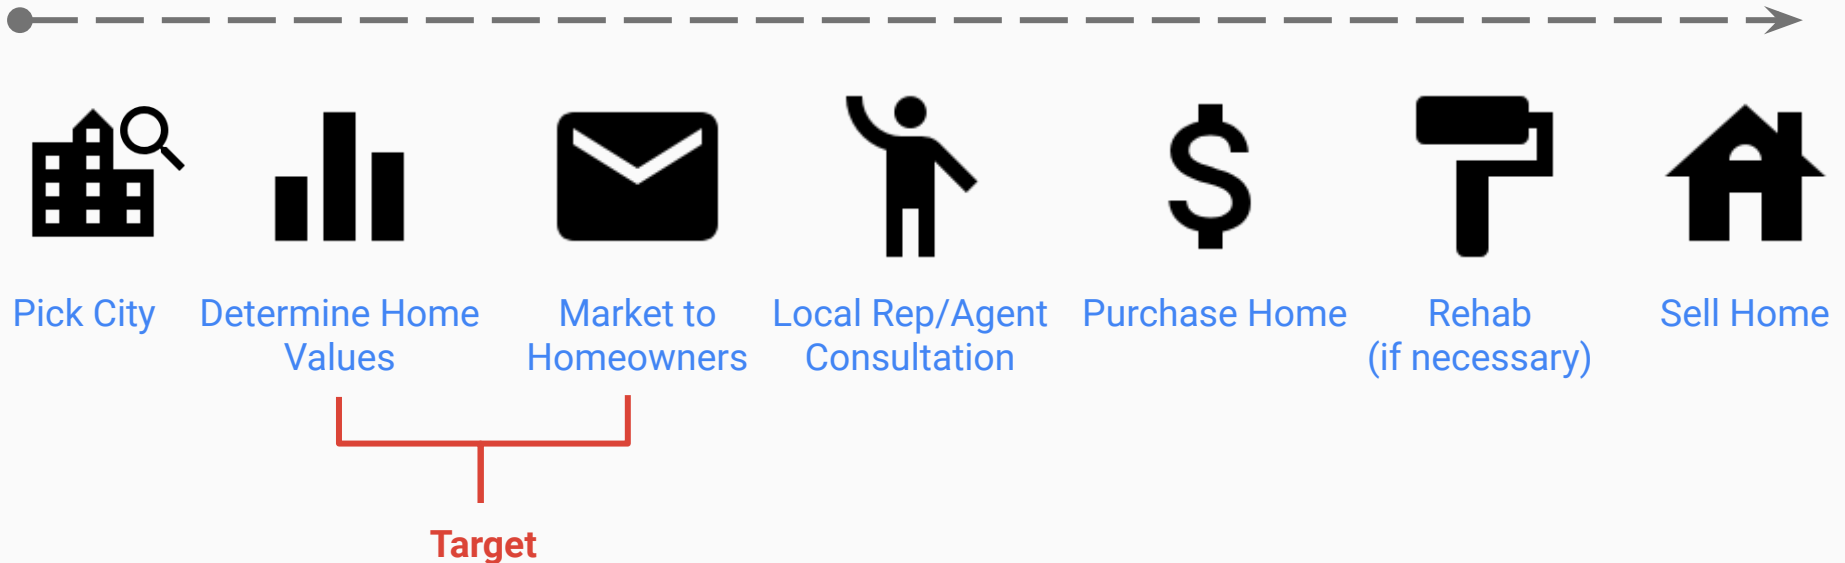 Pick City
Determine Home
Values
Market to
Homeowners
Local Rep/Agent
Consultation
Purchase Home
Rehab
(if necessary)
Sell Home
Target